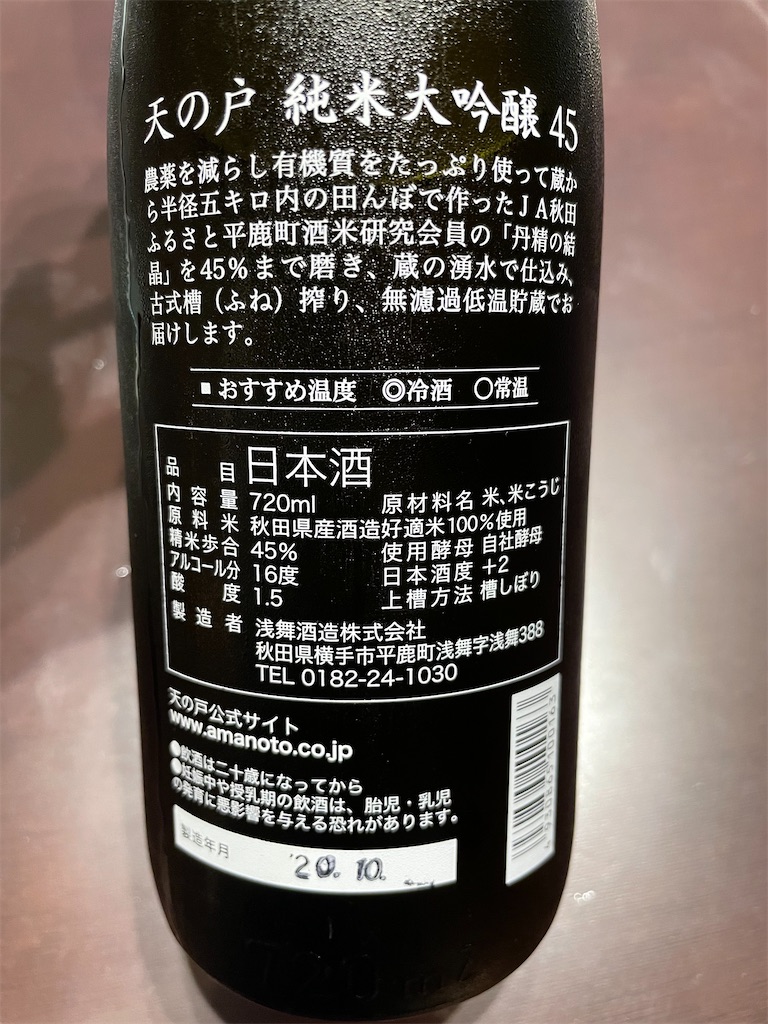 天の戸 純米大吟醸 45
農薬を減らし有機質をたっぷり使って蔵か
ら半径五キロ内の田んぼで作ったJA秋田
ふるさと平鹿町酒米研究会員の「丹精の結
晶」を45%まで磨き、蔵の湧水で仕込み、
古式槽（ふね）搾り、無濾過低温貯蔵でお
届けします。
■おすすめ温度 ◎冷酒 ○常温
品目 日本酒
内容量 720ml 原材料名 米、米こうじ
原料米 秋田県産酒造好適米100%使用
精米歩合 45% 使用酵母 自社酵母
アルコール分 16度 日本酒度 +2
酸度 1.5 上槽方法 槽しぼり
製造者 浅舞酒造株式会社
秋田県横手市平鹿町浅舞字浅舞388
TEL 0182-24-1030
天の戸公式サイト
www.amanoto.co.jp
●飲酒は二十歳になってから
●妊娠中や授乳期の飲酒は、胎児・乳児
の発育に悪影響を与える恐れがあります。
製造年月 '20.10.